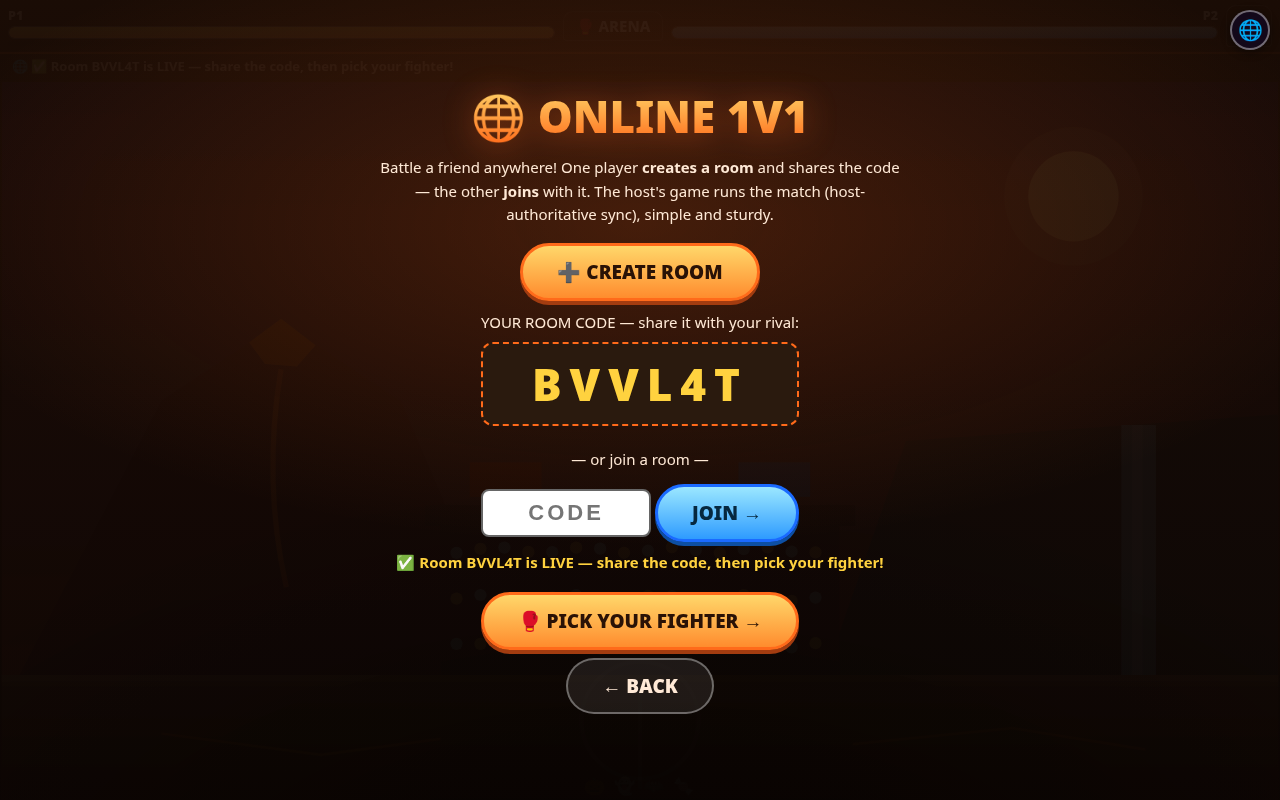 P1
🥊 ARENA
P2
✅ Room BVVL4T is LIVE — share the code, then pick your fighter!
🌐 ONLINE 1V1
Battle a friend anywhere! One player creates a room and shares the code
— the other joins with it. The host's game runs the match (host-
authoritative sync), simple and sturdy.
➕ CREATE ROOM
YOUR ROOM CODE — share it with your rival:
BVVL4T
— or join a room —
CODE
JOIN →
✅ Room BVVL4T is LIVE — share the code, then pick your fighter!
🥊 PICK YOUR FIGHTER →
← BACK